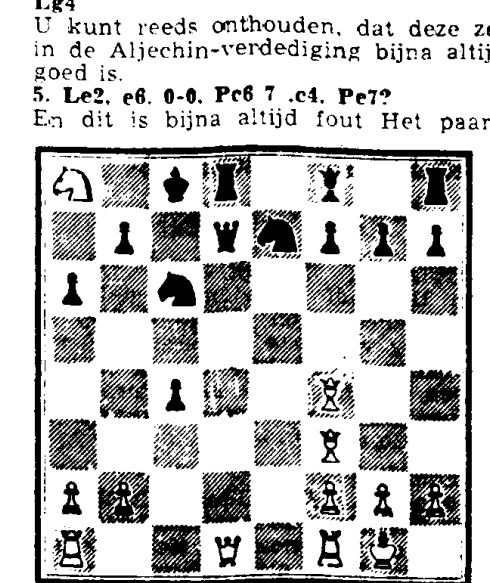 Lg4
U kunt reeds onthouden, dat deze ze
in de Aljechin-verdediging bijna altij
goed is.
5. Le2, e6. 0-0. Pc6 7 .c4. Pe7?
En dit is bijna altijd fout Het paar